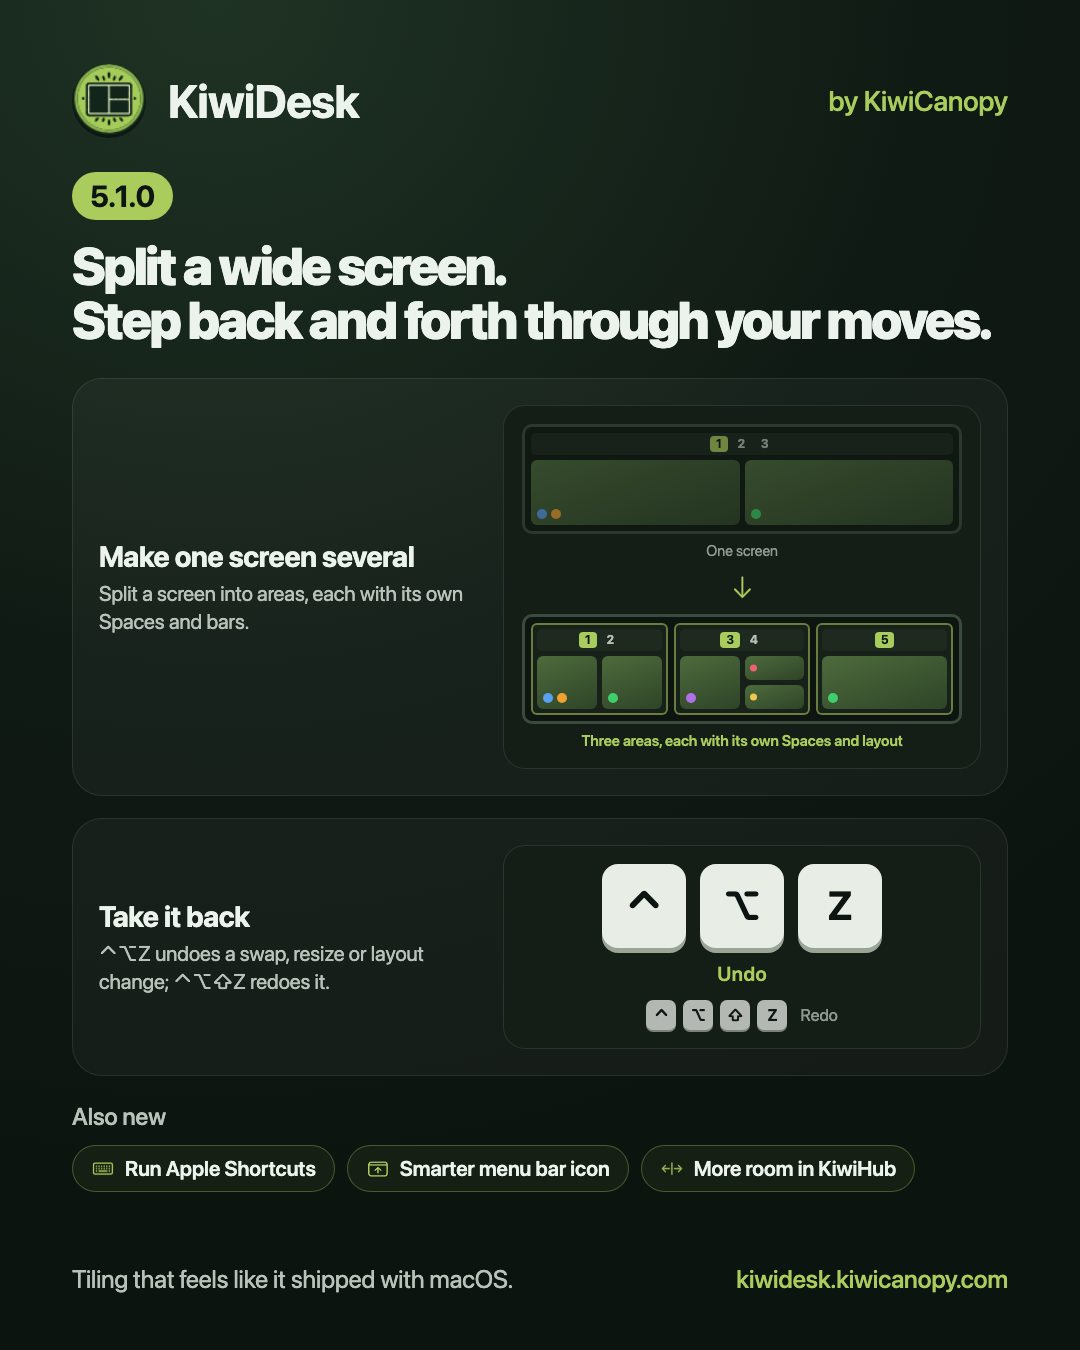 KiwiDesk
by KiwiCanopy
5.1.0
Split a wide screen.
Step back and forth through your moves.
Make one screen several
Split a screen into areas, each with its own
Spaces and bars.
1 2 3
One screen
↓
1 2 3 4 5
Three areas, each with its own Spaces and layout
Take it back
⌃⌥Z undoes a swap, resize or layout
change; ⌃⌥⇧Z redoes it.
⌃ ⌥ Z
Undo
⌃ ⌥ ⇧ Z Redo
Also new
Run Apple Shortcuts
Smarter menu bar icon
More room in KiwiHub
Tiling that feels like it shipped with macOS.
kiwidesk.kiwicanopy.com